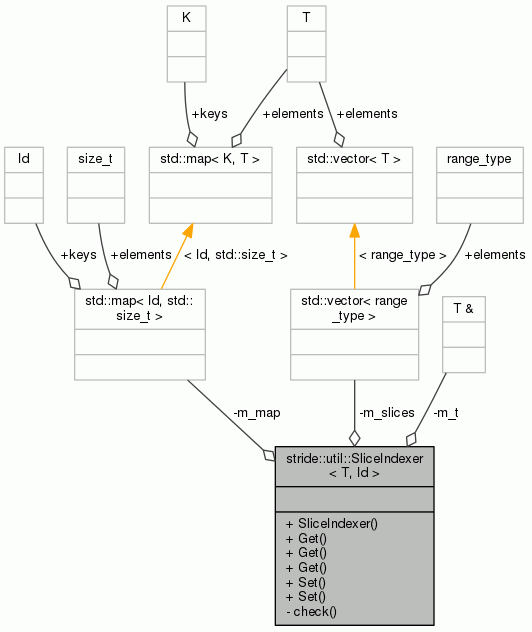 K
T
+keys
+elements
+elements
Id
size_t
std::map< K, T >
std::vector< T >
range_type
+keys
+elements
< Id, std::size_t >
< range_type >
+elements
std::map< Id, std::
size_t >
std::vector< range
_type >
T &
-m_map
-m_slices
-m_t
stride::util::SliceIndexer
< T, Id >
+ SliceIndexer()
+ Get()
+ Get()
+ Get()
+ Set()
+ Set()
- check()